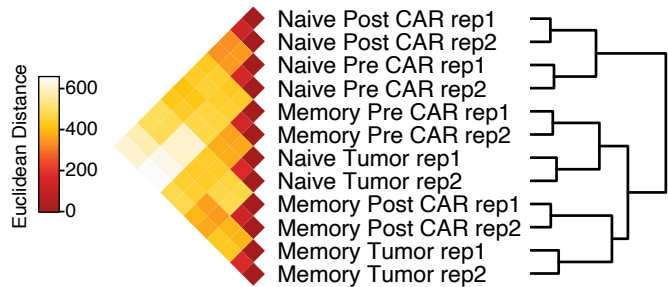 Euclidean Distance
600
400
200
0
Naive Post CAR rep1
Naive Post CAR rep2
Naive Pre CAR rep1
Naive Pre CAR rep2
Memory Pre CAR rep1
Memory Pre CAR rep2
Naive Tumor rep1
Naive Tumor rep2
Memory Post CAR rep1
Memory Post CAR rep2
Memory Tumor rep1
Memory Tumor rep2